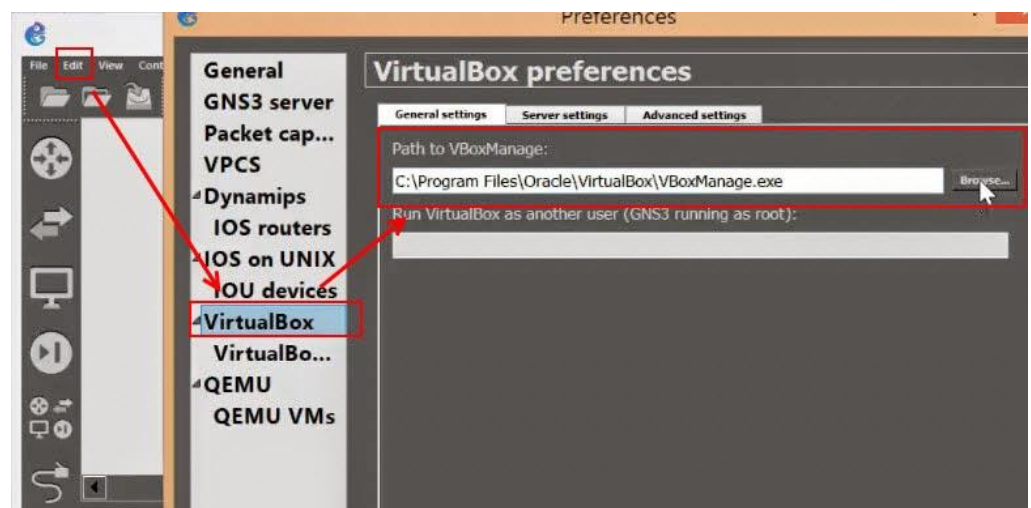 Preferences
File Edit View Cont
General
GNS3 server
Packet cap...
VPCS
Dynamips
IOS routers
IOS on UNIX
IOU devices
VirtualBox
VirtualBo...
QEMU
QEMU VMs
VirtualBox preferences
General settings Server settings Advanced settings
Path to VBoxManage:
C:\Program Files\Oracle\VirtualBox\VBoxManage.exe
Browse...
Run VirtualBox as another user (GNS3 running as root):